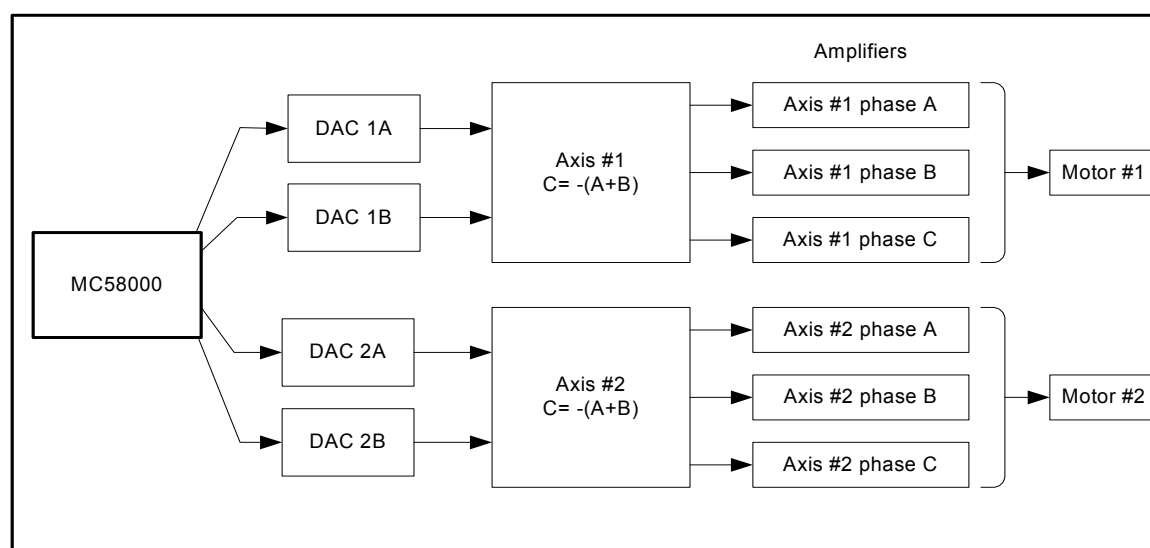 Amplifiers
DAC 1A
DAC 1B
MC58000
DAC 2A
DAC 2B
Axis #1
C= -(A+B)
Axis #2
C= -(A+B)
Axis #1 phase A
Axis #1 phase B
Axis #1 phase C
Axis #2 phase A
Axis #2 phase B
Axis #2 phase C
Motor #1
Motor #2